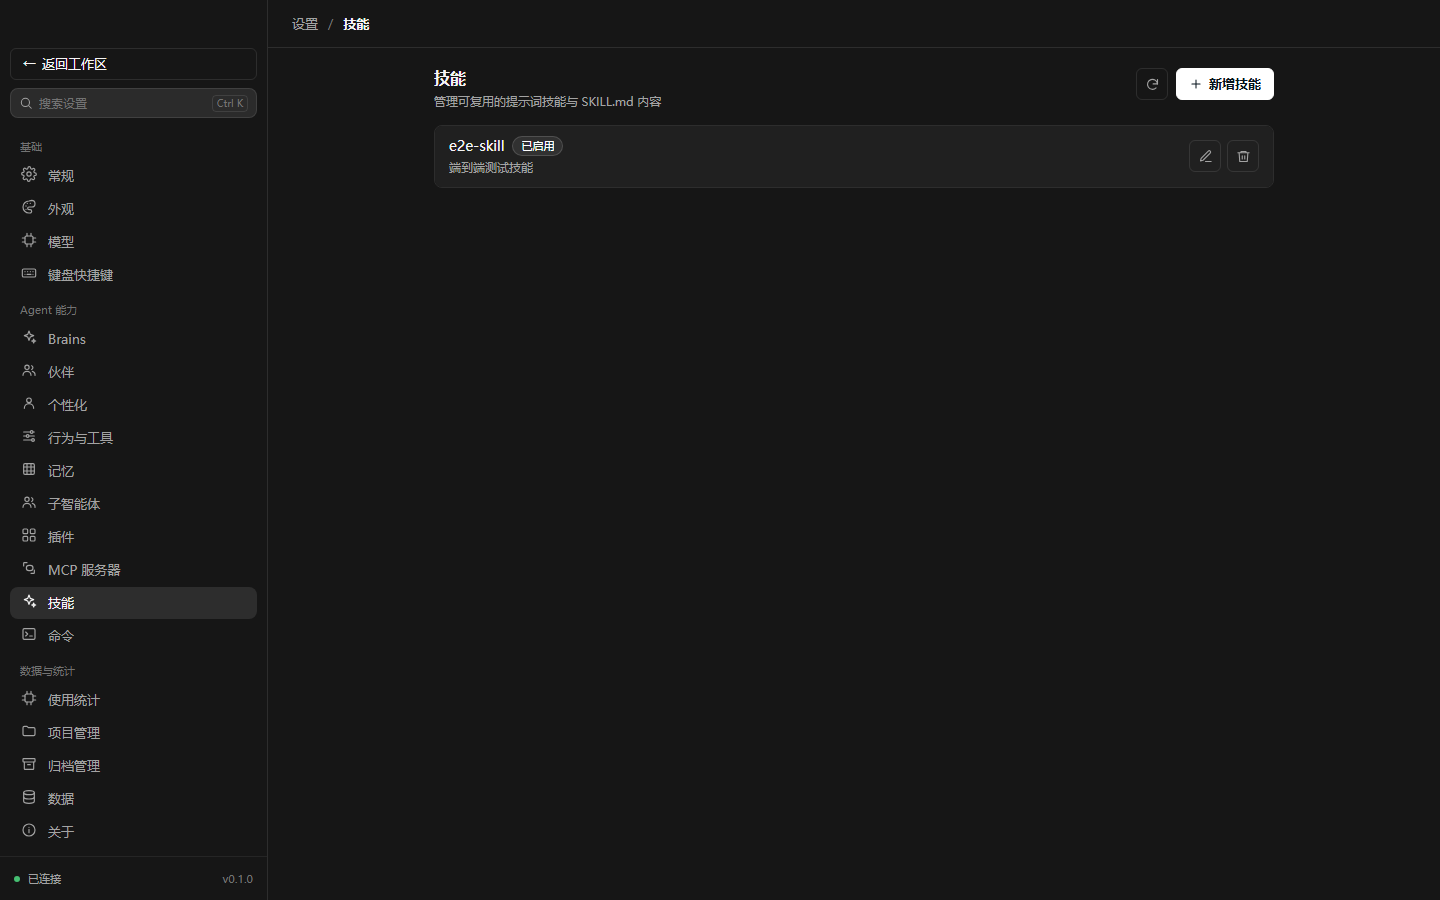 设置 / 技能
← 返回工作区
搜索设置 Ctrl K
基础
常规
外观
模型
键盘快捷键
Agent 能力
Brains
伙伴
个性化
行为与工具
记忆
子智能体
插件
MCP 服务器
技能
命令
数据与统计
使用统计
项目管理
归档管理
数据
关于
已连接 v0.1.0
技能
管理可复用的提示词技能与 SKILL.md 内容
+ 新增技能
e2e-skill 已启用
端到端测试技能